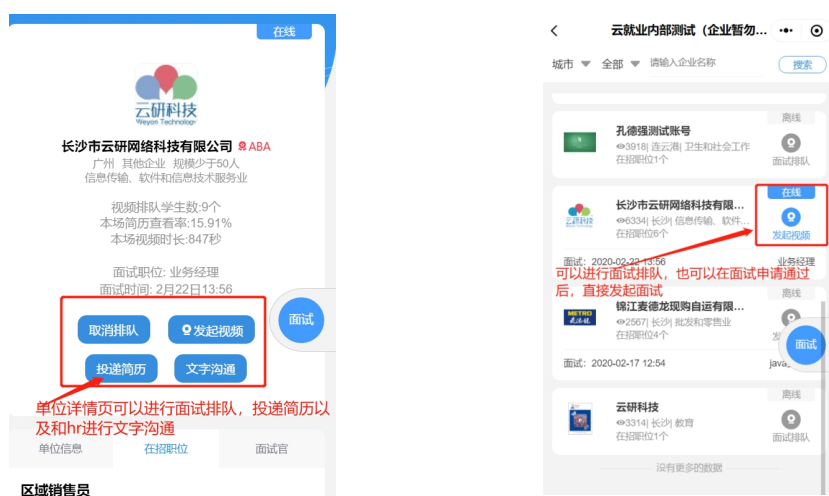 在线
云研科技
Weyan Technology
长沙市云研网络科技有限公司 ABA
广州 其他企业 规模少于50人
信息传输、软件和信息技术服务业
视频排队学生数:9个
本场简历查看率:15.91%
本场视频时长:847秒
面试职位: 业务经理
面试时间: 2月22日13:56
面试
取消排队 发起视频
投递简历 文字沟通
单位详情页可以进行面试排队，投递简历以
及和hr进行文字沟通
单位信息 在招职位 面试官
区域销售员
云就业内部测试（企业暂勿...
城市 全部 请输入企业名称 搜索
离线
孔德强测试账号
3918| 连云港| 卫生和社会工作
在招职位1个
面试排队
在线
长沙市云研网络科技有限...
云研科技
6334| 长沙| 信息传输、软件...
在招职位6个
发起视频
面试：2020-02-22 13:56 业务经理
可以进行面试排队，也可以在面试申请通过
后，直接发起面试
离线
锦江麦德龙现购自运有限...
METRO
麦德龙
2567| 长沙| 批发和零售业
在招职位4个
发
面试
面试：2020-02-17 12:54 java
离线
云研科技
3314| 长沙| 教育
在招职位1个
面试排队
没有更多的数据